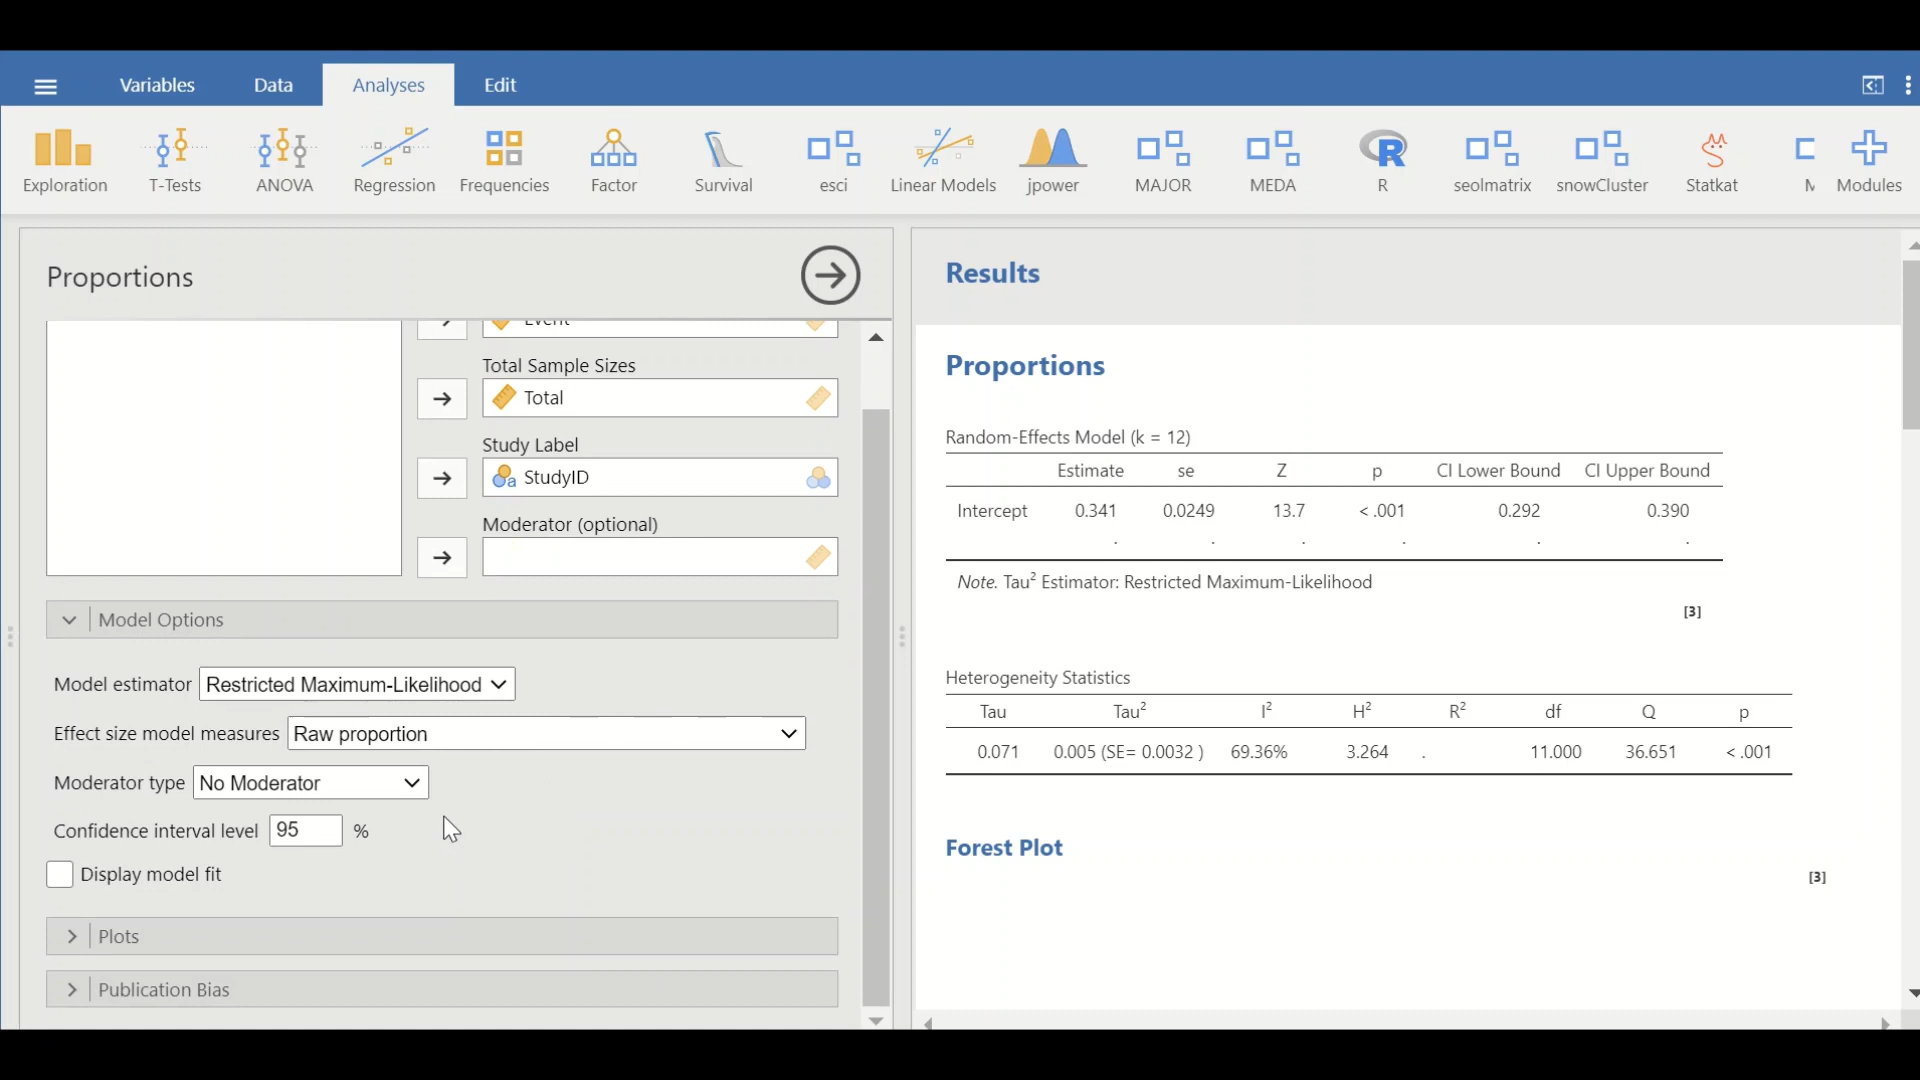 Variables Data Analyses Edit
Exploration T-Tests ANOVA Regression Frequencies Factor Survival esci Linear Models jpower MAJOR MEDA R seolmatrix snowCluster Statkat Modules
Proportions
Total Sample Sizes
Total
Study Label
StudyID
Moderator (optional)
Model Options
Model estimator Restricted Maximum-Likelihood
Effect size model measures Raw proportion
Moderator type No Moderator
Confidence interval level 95 %
Display model fit
Plots
Publication Bias
Results
Proportions
Random-Effects Model (k = 12)
Estimate se Z p CI Lower Bound CI Upper Bound
Intercept 0.341 0.0249 13.7 < .001 0.292 0.390
. . . . . .
Note. Tau² Estimator: Restricted Maximum-Likelihood
[3]
Heterogeneity Statistics
Tau Tau² I² H² R² df Q p
0.071 0.005 (SE= 0.0032 ) 69.36% 3.264 . 11.000 36.651 < .001
Forest Plot
[3]